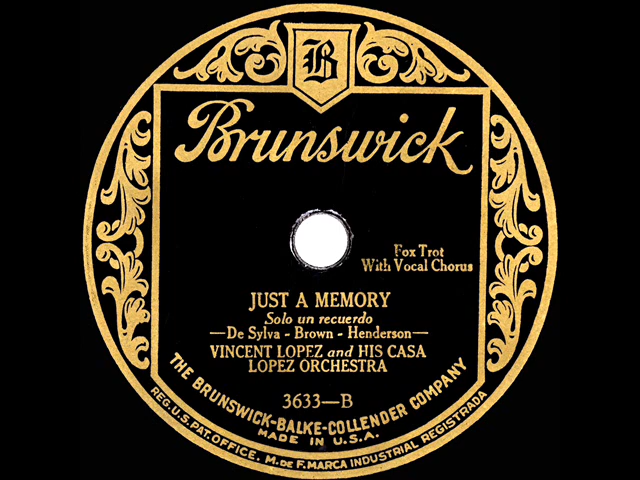 B
Brunswick
Fox Trot
With Vocal Chorus
JUST A MEMORY
Solo un recuerdo
—De Sylva - Brown - Henderson—
VINCENT LOPEZ and HIS CASA
LOPEZ ORCHESTRA
3633—B
THE BRUNSWICK-BALKE-COLLENDER COMPANY
MADE IN U.S.A.
REG. U.S. PAT. OFFICE. M. DE F. MARCA INDUSTRIAL REGISTRADA